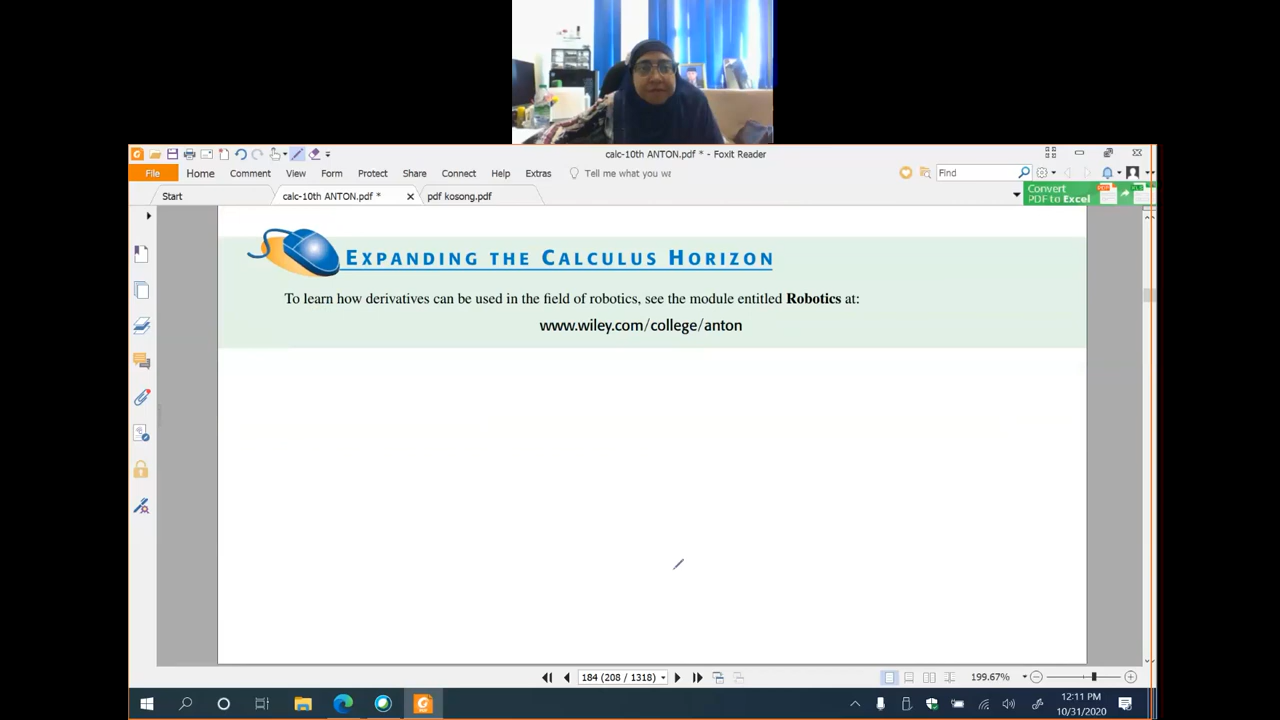 calc-10th ANTON.pdf * - Foxit Reader
File Home Comment View Form Protect Share Connect Help Extras Tell me what you wa Find
Start calc-10th ANTON.pdf * pdf kosong.pdf
Convert
PDF to Excel
EXPANDING THE CALCULUS HORIZON
To learn how derivatives can be used in the field of robotics, see the module entitled Robotics at:
www.wiley.com/college/anton
184 (208 / 1318) 199.67%
12:11 PM
10/31/2020